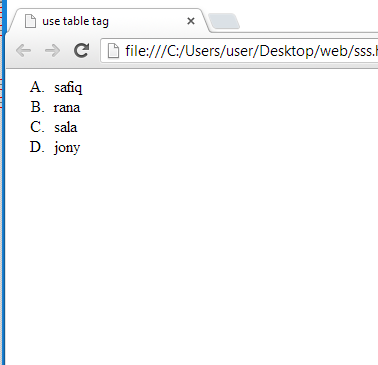 use table tag
file:///C:/Users/user/Desktop/web/sss.h
A. safiq
B. rana
C. sala
D. jony